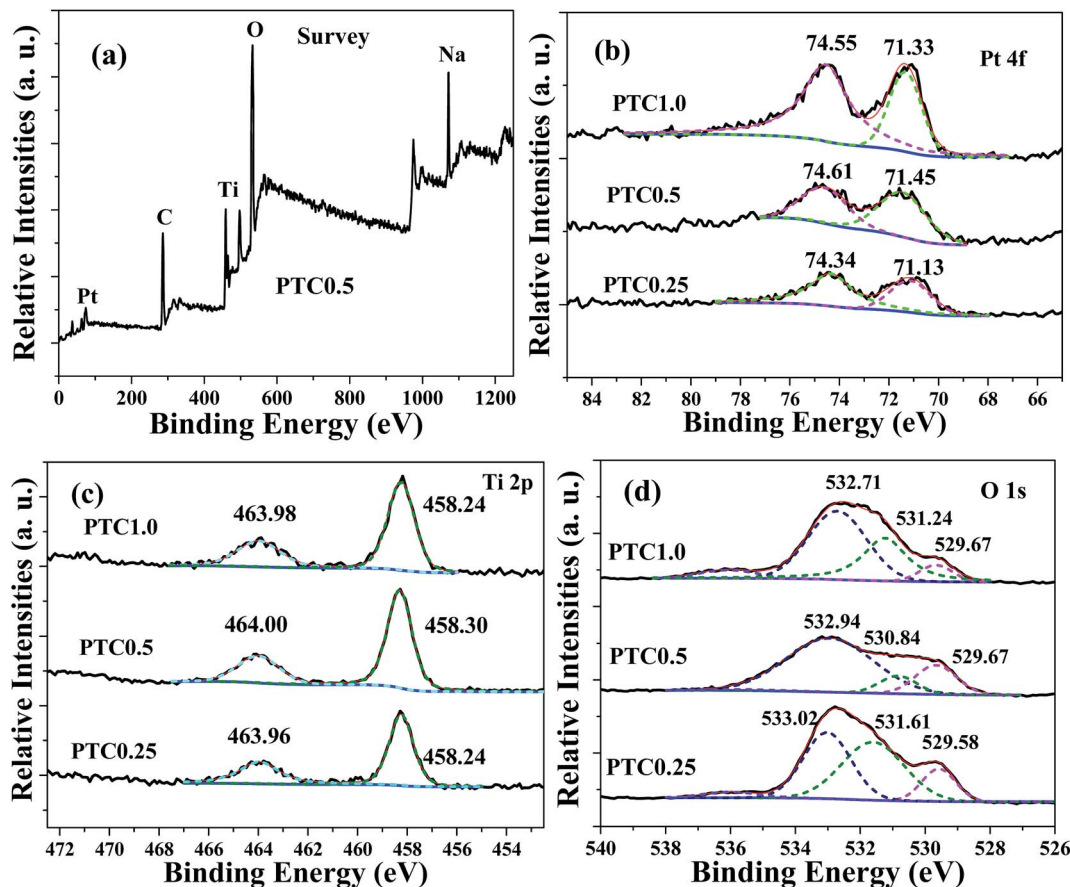 (a)
Survey
O
Na
Ti
C
Pt
PTC0.5
Relative Intensities (a. u.)
0 200 400 600 800 1000 1200
Binding Energy (eV)
(b)
Pt 4f
74.55 71.33
PTC1.0
74.61 71.45
PTC0.5
74.34 71.13
PTC0.25
Relative Intensities (a. u.)
84 82 80 78 76 74 72 70 68 66
Binding Energy (eV)
(c)
Ti 2p
458.24
463.98
PTC1.0
464.00
458.30
PTC0.5
463.96
458.24
PTC0.25
Relative Intensities (a. u.)
472 470 468 466 464 462 460 458 456 454
Binding Energy (eV)
(d)
O 1s
532.71
531.24
529.67
PTC1.0
532.94
530.84
529.67
PTC0.5
533.02
531.61
529.58
PTC0.25
Relative Intensities (a. u.)
540 538 536 534 532 530 528 526
Binding Energy (eV)